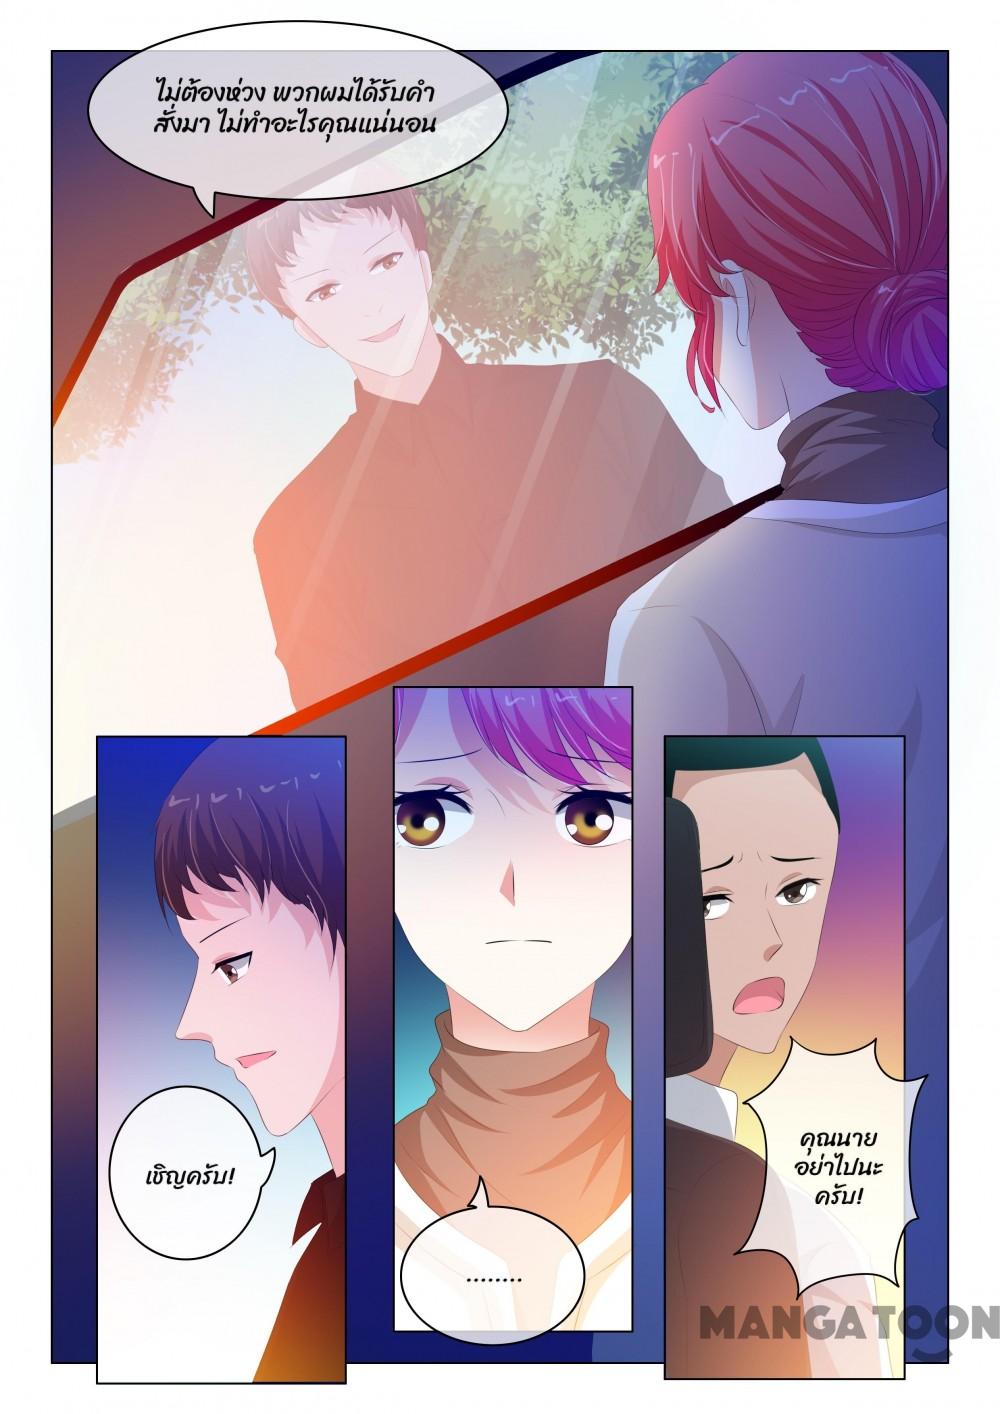 ไม่ต้องห่วง พวกผมได้รับคำ
สั่งมา ไม่ทำอะไรคุณแน่นอน
เชิญครับ!
........
คุณนาย
อย่าไปนะ
ครับ!
MANGATOON